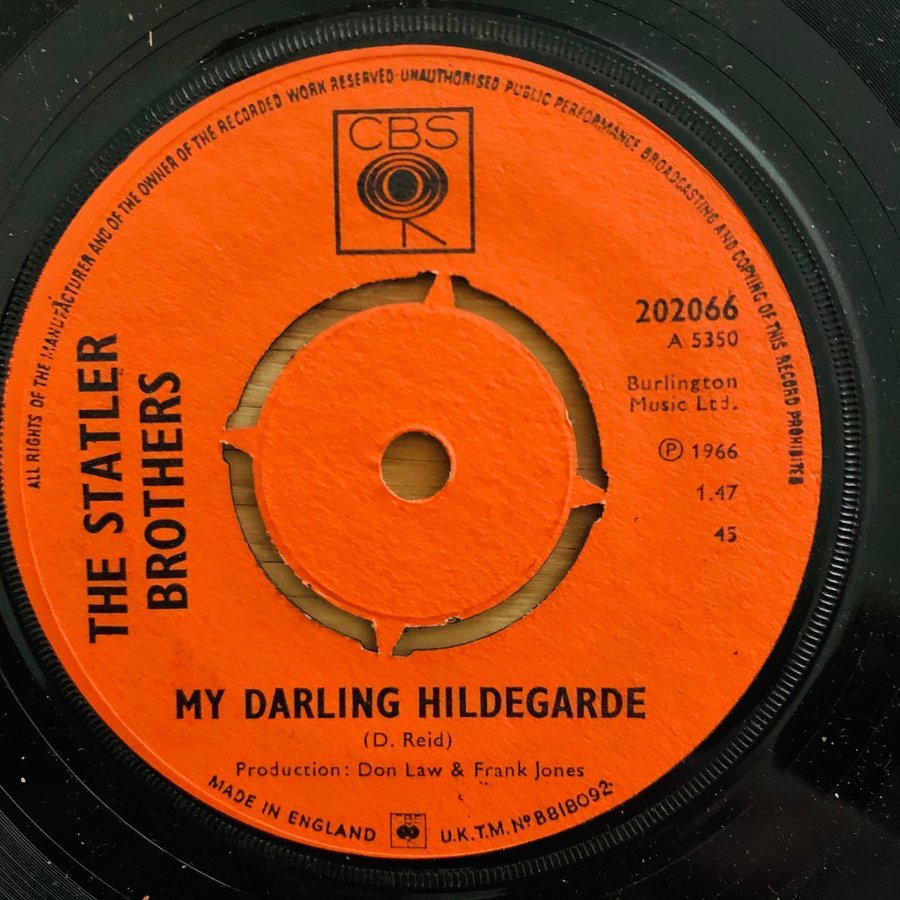 ALL RIGHTS OF THE MANUFACTURER AND OF THE OWNER OF THE RECORDED WORK RESERVED·UNAUTHORISED PUBLIC PERFORMANCE BROADCASTING AND COPYING OF THIS RECORD PROHIBITED
CBS
202066
A 5350
Burlington
Music Ltd.
℗ 1966
1.47
45
THE STATLER
BROTHERS
MY DARLING HILDEGARDE
(D. Reid)
Production: Don Law & Frank Jones
MADE IN ENGLAND
U.K.T.M. Nº B818092